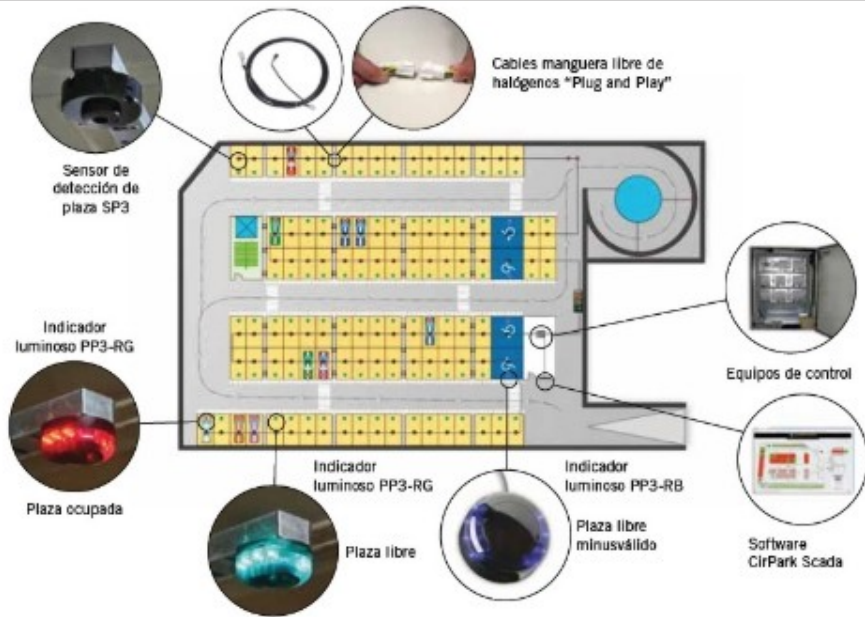 Cables manguera libre de
halógenos “Plug and Play”
Sensor de
detección de
plaza SP3
Indicador
luminoso PP3-RG
Plaza ocupada
Equipos de control
Indicador
luminoso PP3-RG
Plaza libre
Indicador
luminoso PP3-RB
Plaza libre
minusválido
Software
CirPark Scada